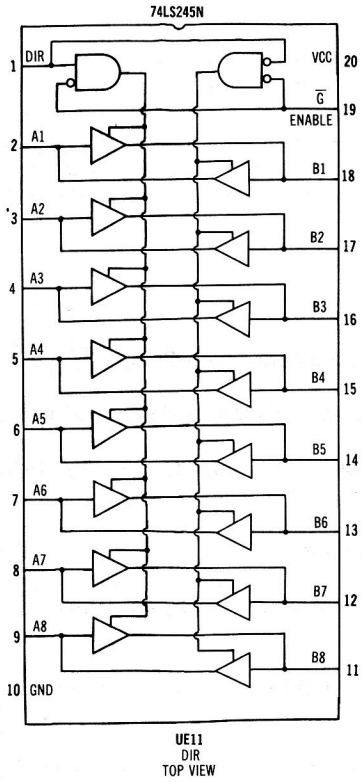 74LS245N
1 DIR VCC 20
G 19
ENABLE
2 A1
B1 18
3 A2
B2 17
4 A3
B3 16
5 A4
B4 15
6 A5
B5 14
7 A6
B6 13
8 A7
B7 12
9 A8
B8 11
10 GND
UE11
DIR
TOP VIEW